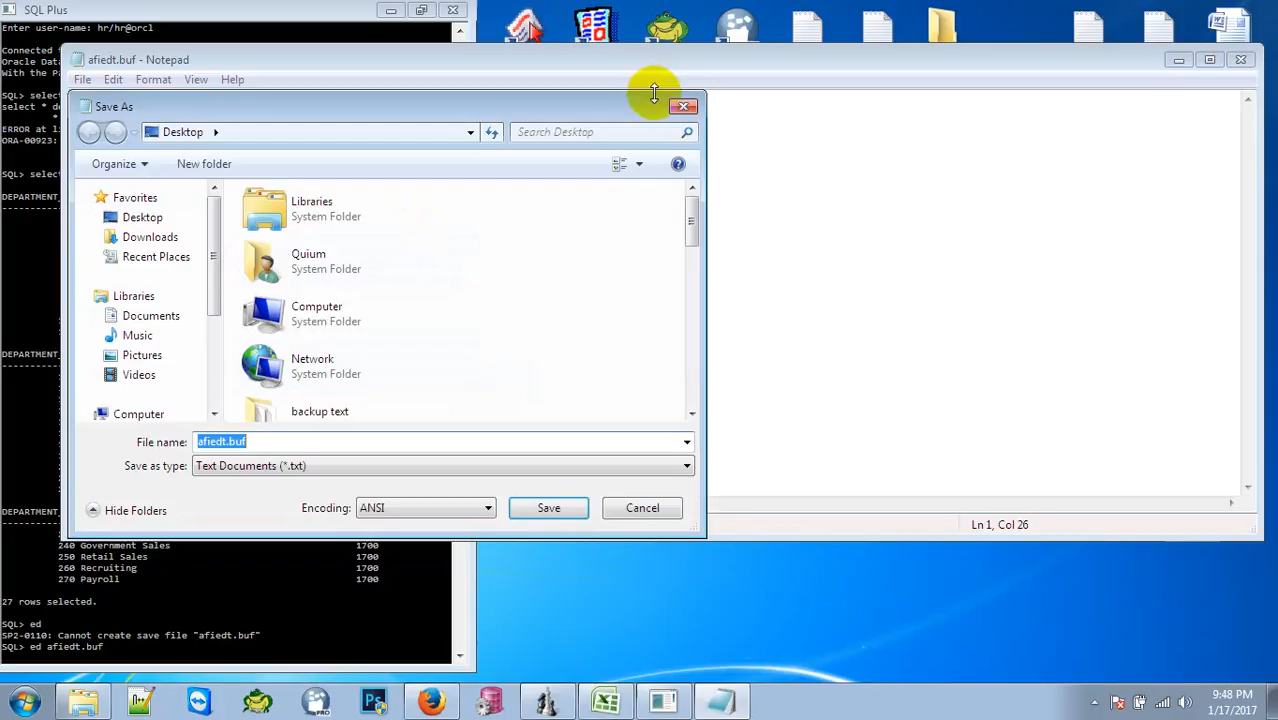 SQL Plus
Enter user-name: hr/hr@orcl
Connected
Oracle Data
With the Pa
SQL> selec
select * de
*
ERROR at li
ORA-00923:
SQL> selec
DEPARTMENT_
DEPARTMENT_
DEPARTMENT_
240 Government Sales 1700
250 Retail Sales 1700
260 Recruiting 1700
270 Payroll 1700
27 rows selected.
SQL> ed
SP2-0110: Cannot create save file "afiedt.buf"
SQL> ed afiedt.buf
afiedt.buf - Notepad
File Edit Format View Help
Save As
Desktop
Search Desktop
Organize New folder
Favorites
Desktop
Downloads
Recent Places
Libraries
Documents
Music
Pictures
Videos
Computer
Libraries
System Folder
Quium
System Folder
Computer
System Folder
Network
System Folder
backup text
File name: afiedt.buf
Save as type: Text Documents (*.txt)
Hide Folders Encoding: ANSI Save Cancel
Ln 1, Col 26
PRO
9:48 PM
1/17/2017